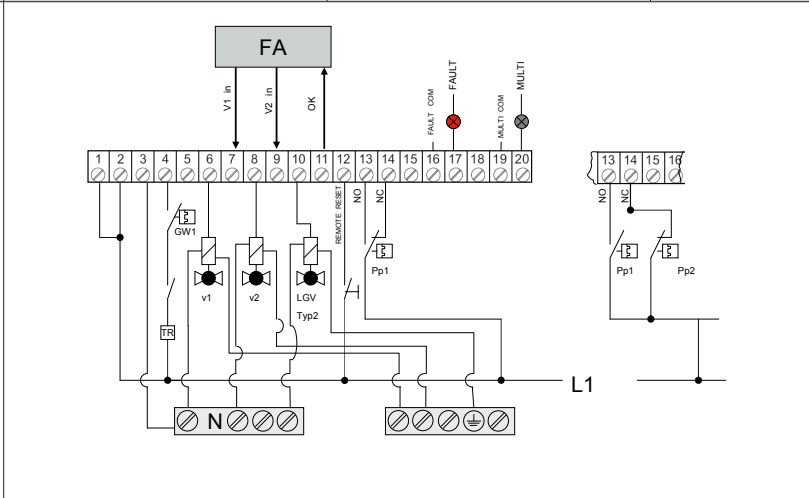 FA
V1 in
V2 in
OK
FAULT COM
FAULT
MULTI COM
MULTI
1 2 3 4 5 6 7 8 9 10 11 12 13 14 15 16 17 18 19 20
13 14 15 16
REMOTE RESET
NO
NC
NO
NC
GW1
v1
v2
LGV
Typ2
Pp1
Pp1
Pp2
TR
L1
N